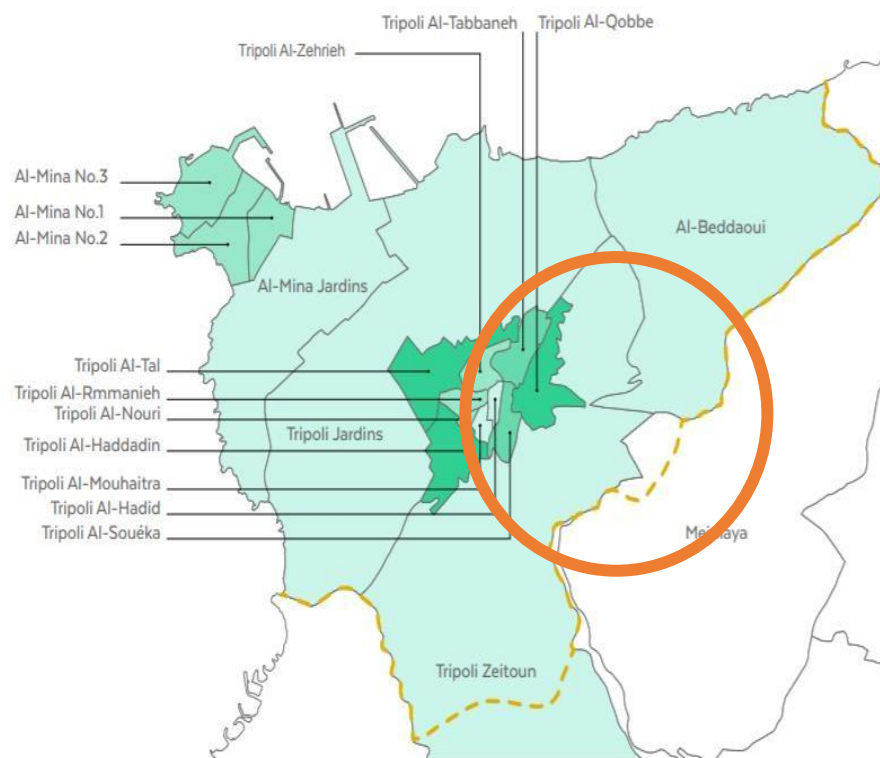 Tripoli Al-Tabbaneh
Tripoli Al-Qobbe
Tripoli Al-Zehrieh
Al-Mina No.3
Al-Mina No.1
Al-Mina No.2
Al-Beddaoui
Al-Mina Jardins
Tripoli Al-Tal
Tripoli Al-Rmmanieh
Tripoli Al-Nouri
Tripoli Jardins
Tripoli Al-Haddadin
Tripoli Al-Mouhaitra
Tripoli Al-Hadid
Tripoli Al-Souéka
Tripoli Zeitoun